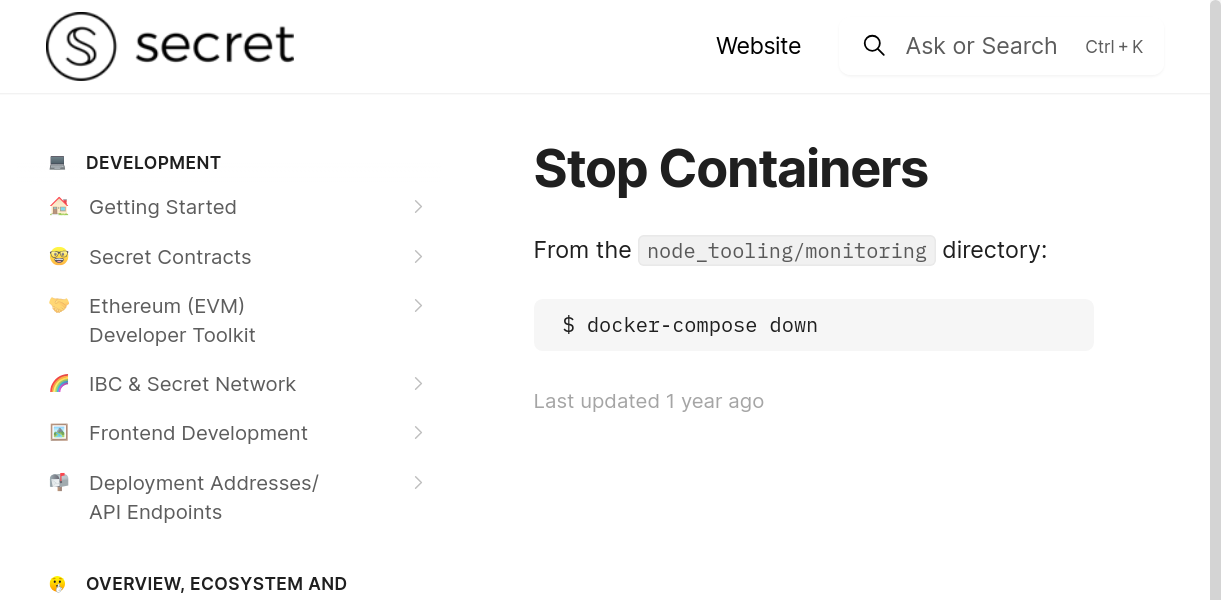 secret
Website
Ask or Search Ctrl + K
DEVELOPMENT
Getting Started
Secret Contracts
Ethereum (EVM)
Developer Toolkit
IBC & Secret Network
Frontend Development
Deployment Addresses/
API Endpoints
OVERVIEW, ECOSYSTEM AND
Stop Containers
From the node_tooling/monitoring directory:
$ docker-compose down
Last updated 1 year ago